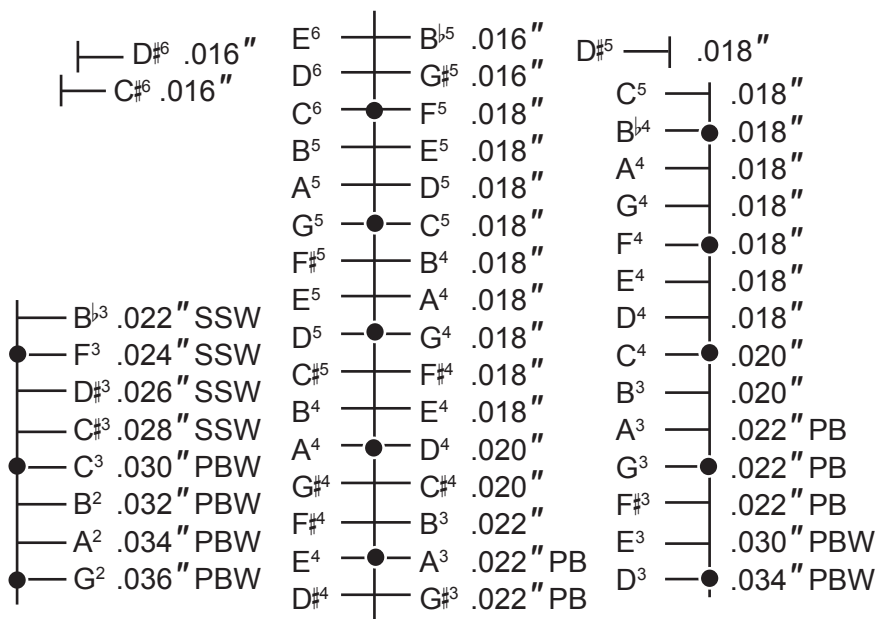 D♯6 .016″
C♯6 .016″
B♭3 .022″ SSW
F3 .024″ SSW
D♯3 .026″ SSW
C♯3 .028″ SSW
C3 .030″ PBW
B2 .032″ PBW
A2 .034″ PBW
G2 .036″ PBW
E6 B♭5 .016″
D6 G♯5 .016″
C6 F5 .018″
B5 E5 .018″
A5 D5 .018″
G5 C5 .018″
F♯5 B4 .018″
E5 A4 .018″
D5 G4 .018″
C♯5 F♯4 .018″
B4 E4 .018″
A4 D4 .020″
G♯4 C♯4 .020″
F♯4 B3 .022″
E4 A3 .022″ PB
D♯4 G♯3 .022″ PB
D♯5 .018″
C5 .018″
B♭4 .018″
A4 .018″
G4 .018″
F4 .018″
E4 .018″
D4 .018″
C4 .020″
B3 .020″
A3 .022″ PB
G3 .022″ PB
F♯3 .022″ PB
E3 .030″ PBW
D3 .034″ PBW